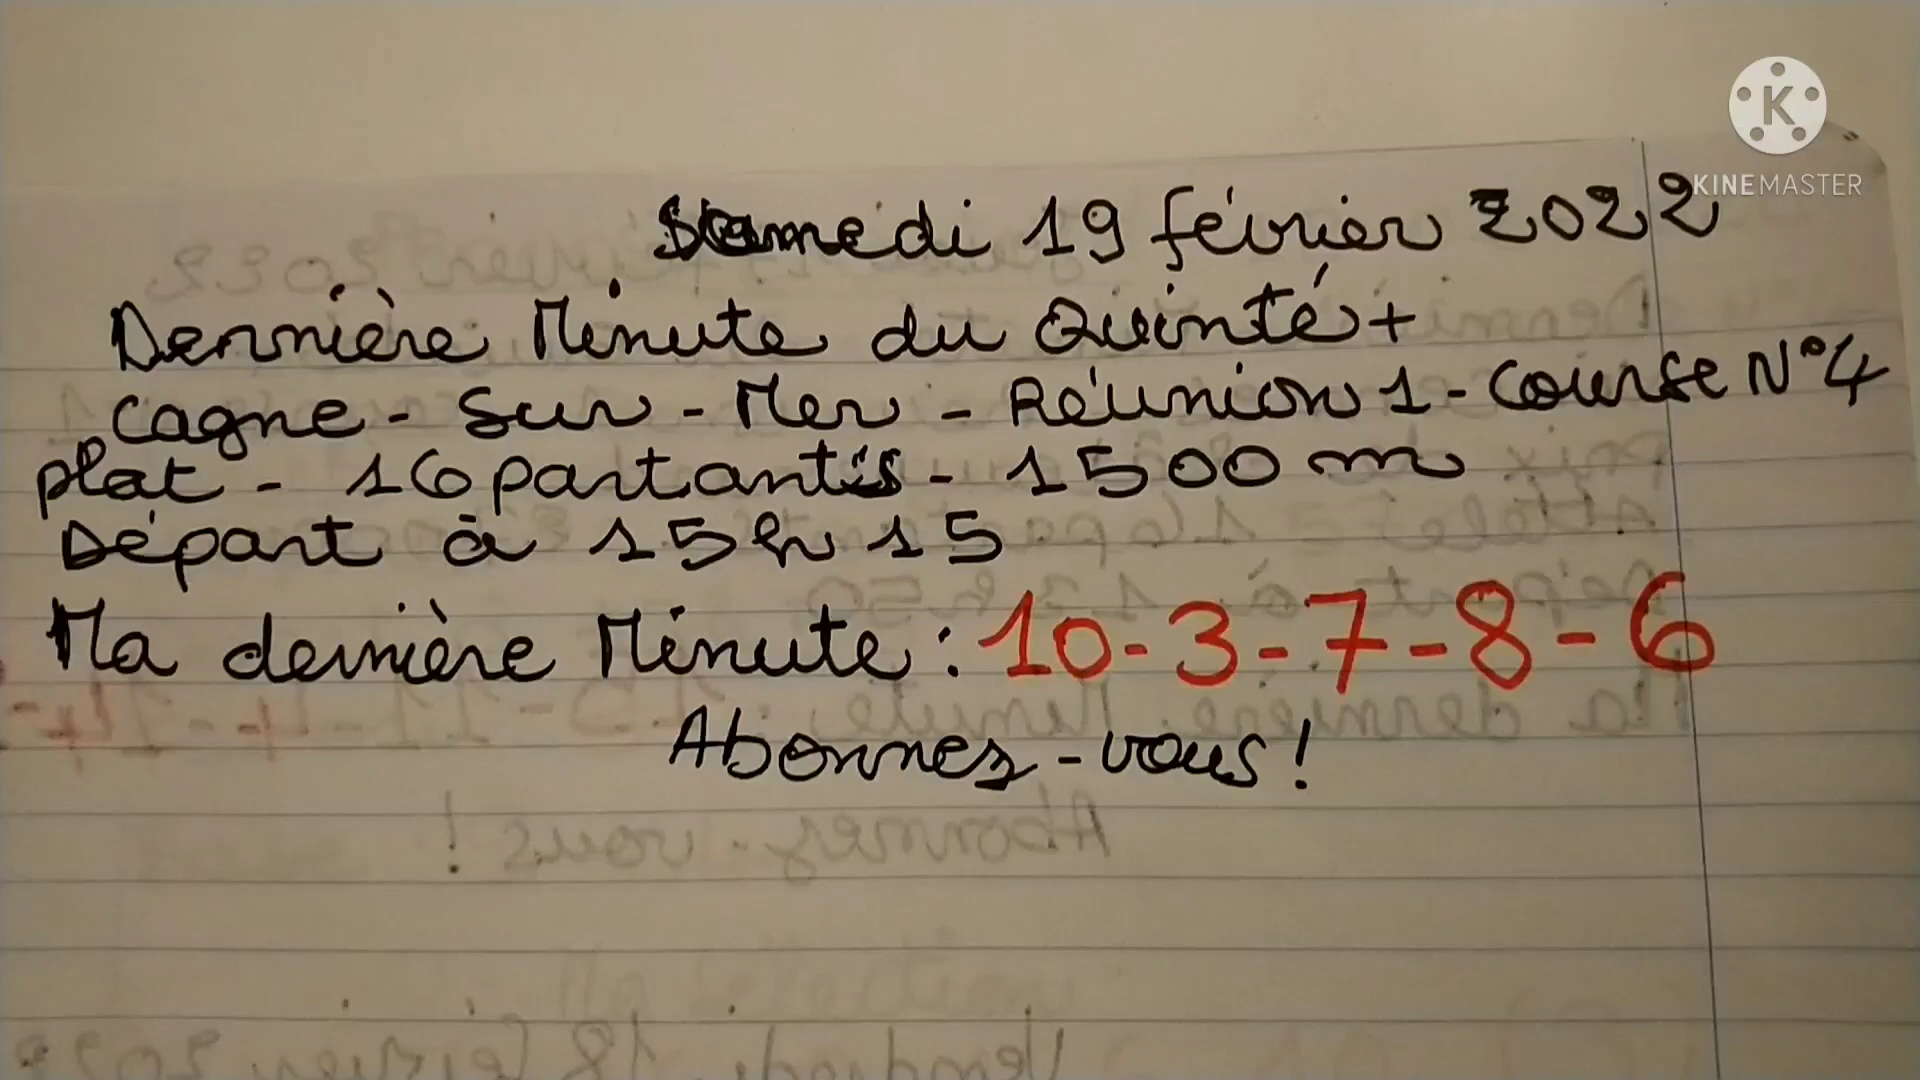 KINEMASTER
Samedi 19 février 2022
Dernière Minute du Quinté+
Cagne - Sur - Mer - Réunion 1 - Course N°4
plat - 16 partants - 1500 m
Départ à 15h15
Ma dernière Minute : 10 - 3 - 7 - 8 - 6
Abonnez - vous !